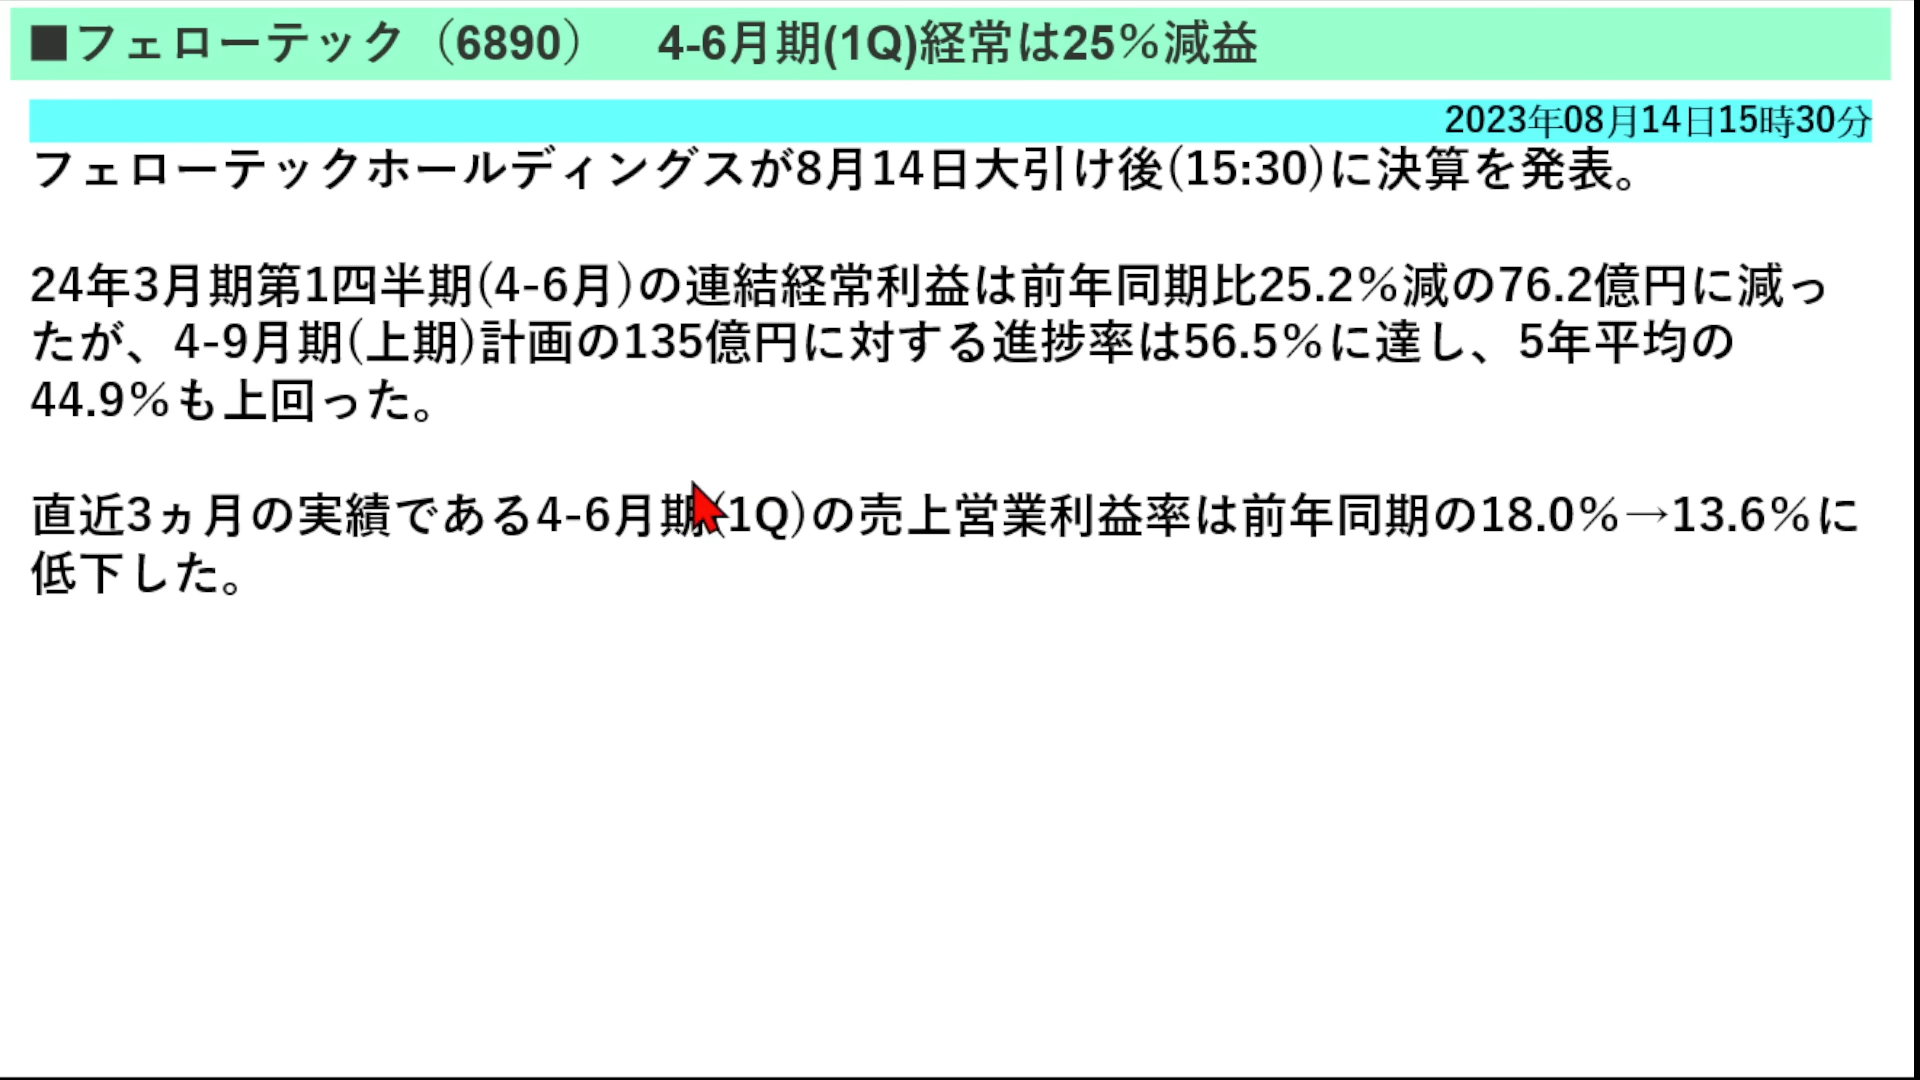 ■フェローテック（6890）　4-6月期(1Q)経常は25％減益
2023年08月14日15時30分
フェローテックホールディングスが8月14日大引け後(15:30)に決算を発表。
24年3月期第1四半期(4-6月)の連結経常利益は前年同期比25.2％減の76.2億円に減っ
たが、4-9月期(上期)計画の135億円に対する進捗率は56.5％に達し、5年平均の
44.9％も上回った。
直近3ヵ月の実績である4-6月期(1Q)の売上営業利益率は前年同期の18.0％→13.6％に
低下した。